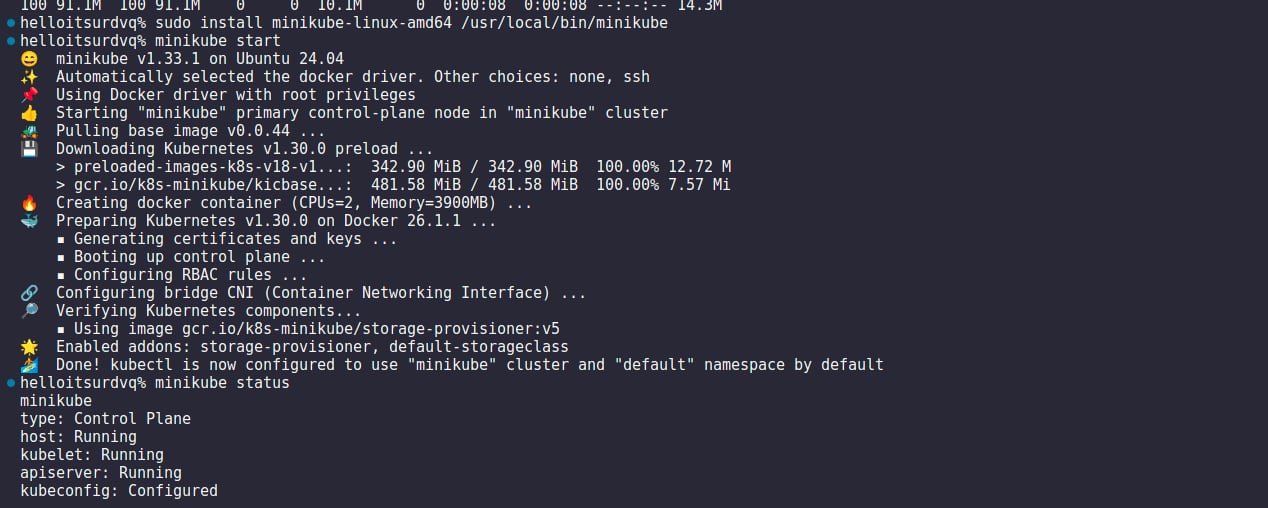 100 91.1M  100 91.1M    0     0  10.1M      0  0:00:08  0:00:08 --:--:-- 14.3M
helloitsurdvq% sudo install minikube-linux-amd64 /usr/local/bin/minikube
helloitsurdvq% minikube start
😄  minikube v1.33.1 on Ubuntu 24.04
✨  Automatically selected the docker driver. Other choices: none, ssh
📌  Using Docker driver with root privileges
👍  Starting "minikube" primary control-plane node in "minikube" cluster
🚜  Pulling base image v0.0.44 ...
💾  Downloading Kubernetes v1.30.0 preload ...
    > preloaded-images-k8s-v18-v1...:  342.90 MiB / 342.90 MiB  100.00% 12.72 M
    > gcr.io/k8s-minikube/kicbase...:  481.58 MiB / 481.58 MiB  100.00% 7.57 Mi
🔥  Creating docker container (CPUs=2, Memory=3900MB) ...
🐳  Preparing Kubernetes v1.30.0 on Docker 26.1.1 ...
    ▪ Generating certificates and keys ...
    ▪ Booting up control plane ...
    ▪ Configuring RBAC rules ...
🔗  Configuring bridge CNI (Container Networking Interface) ...
🔎  Verifying Kubernetes components...
    ▪ Using image gcr.io/k8s-minikube/storage-provisioner:v5
🌟  Enabled addons: storage-provisioner, default-storageclass
🏄  Done! kubectl is now configured to use "minikube" cluster and "default" namespace by default
helloitsurdvq% minikube status
minikube
type: Control Plane
host: Running
kubelet: Running
apiserver: Running
kubeconfig: Configured